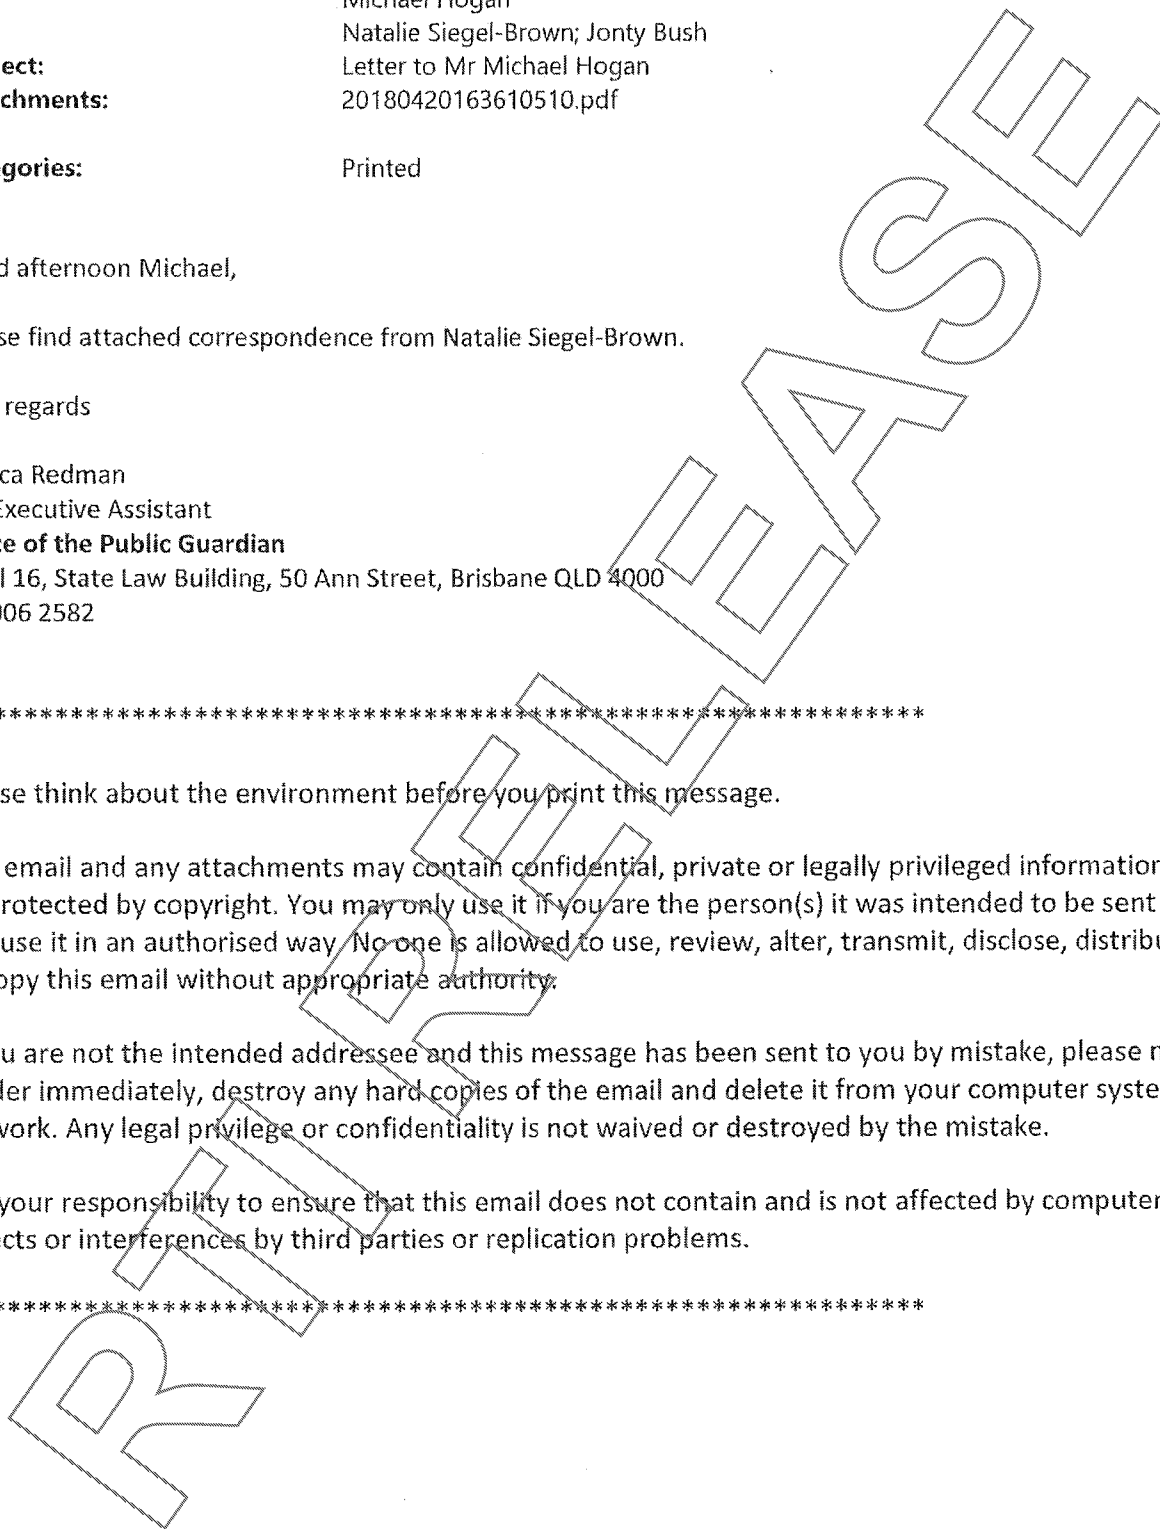 Michael Hogan
Natalie Siegel-Brown; Jonty Bush
ect: Letter to Mr Michael Hogan
chments: 20180420163610510.pdf
gories: Printed
d afternoon Michael,
se find attached correspondence from Natalie Siegel-Brown.
regards
ca Redman
Executive Assistant
ce of the Public Guardian
l 16, State Law Building, 50 Ann Street, Brisbane QLD 4000
006 2582
*************************************************************
se think about the environment before you print this message.
email and any attachments may contain confidential, private or legally privileged information
rotected by copyright. You may only use it if you are the person(s) it was intended to be sent
use it in an authorised way. No one is allowed to use, review, alter, transmit, disclose, distribu
opy this email without appropriate authority.
u are not the intended addressee and this message has been sent to you by mistake, please n
der immediately, destroy any hard copies of the email and delete it from your computer syste
work. Any legal privilege or confidentiality is not waived or destroyed by the mistake.
your responsibility to ensure that this email does not contain and is not affected by computer
cts or interferences by third parties or replication problems.
*************************************************************
RTI RELEASE